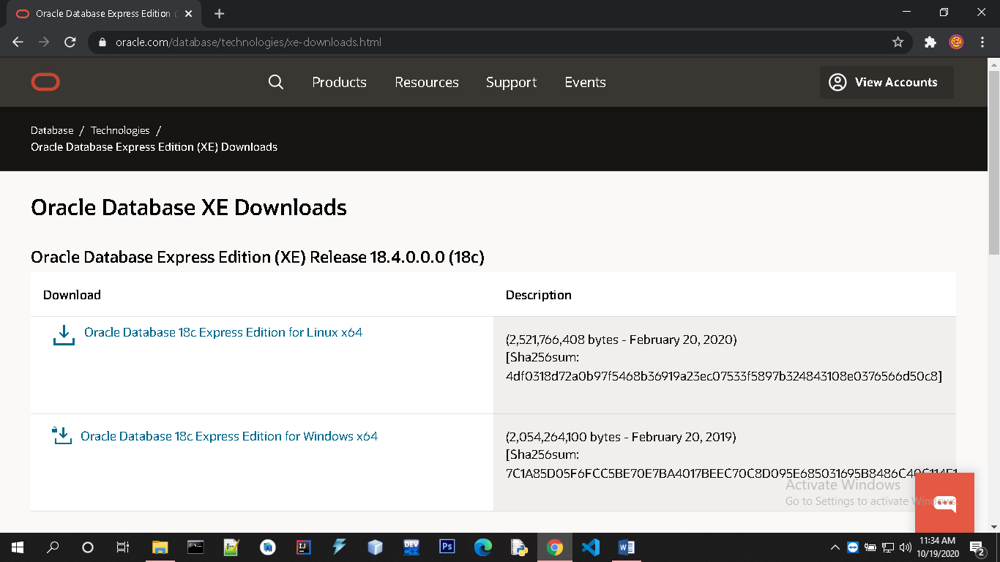 Oracle Database Express Edition (
oracle.com/database/technologies/xe-downloads.html
Products Resources Support Events View Accounts
Database / Technologies /
Oracle Database Express Edition (XE) Downloads
Oracle Database XE Downloads
Oracle Database Express Edition (XE) Release 18.4.0.0.0 (18c)
Download Description
Oracle Database 18c Express Edition for Linux x64
(2,521,766,408 bytes - February 20, 2020)
[Sha256sum:
4df0318d72a0b97f5468b36919a23ec07533f5897b324843108e0376566d50c8]
Oracle Database 18c Express Edition for Windows x64
(2,054,264,100 bytes - February 20, 2019)
[Sha256sum:
Activate Windows
Go to Settings to activate Windows.
DEV
Ps
11:34 AM
10/19/2020
2